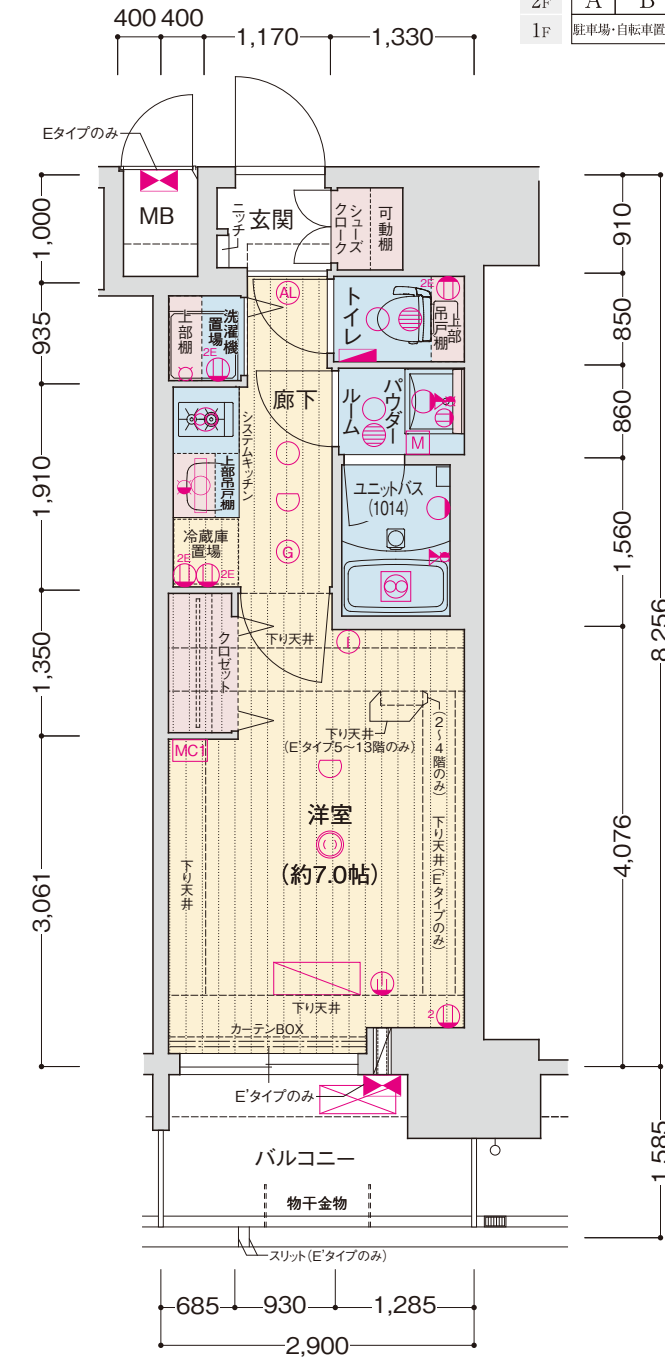 2F A B
1F 駐車場・自転車置
400 400
1,170
1,330
Eタイプのみ
MB
ニッチ
玄関
シューズクローク
可動棚
1,000
935
1,910
1,350
3,061
910
850
860
1,560
4,076
8,256
1,585
AL
トイレ
2E
上部吊戸棚
上部棚
洗濯機置場
2E
廊下
パウダールーム
M
システムキッチン
上部吊戸棚
ユニットバス
(1014)
冷蔵庫
置場
2E
2E
G
クロゼット
下り天井
I
下り天井
(E'タイプ5〜13階のみ)
(2〜4階のみ)
下り天井(Eタイプのみ)
MC1
洋室
(約7.0帖)
下り天井
下り天井
2
カーテンBOX
E'タイプのみ
バルコニー
物干金物
スリット(E'タイプのみ)
685
930
1,285
2,900